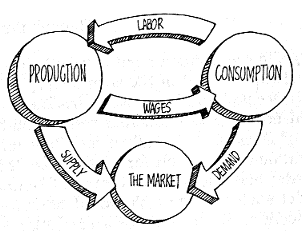 LABOR
PRODUCTION
CONSUMPTION
WAGES
SUPPLY
THE MARKET
DEMAND